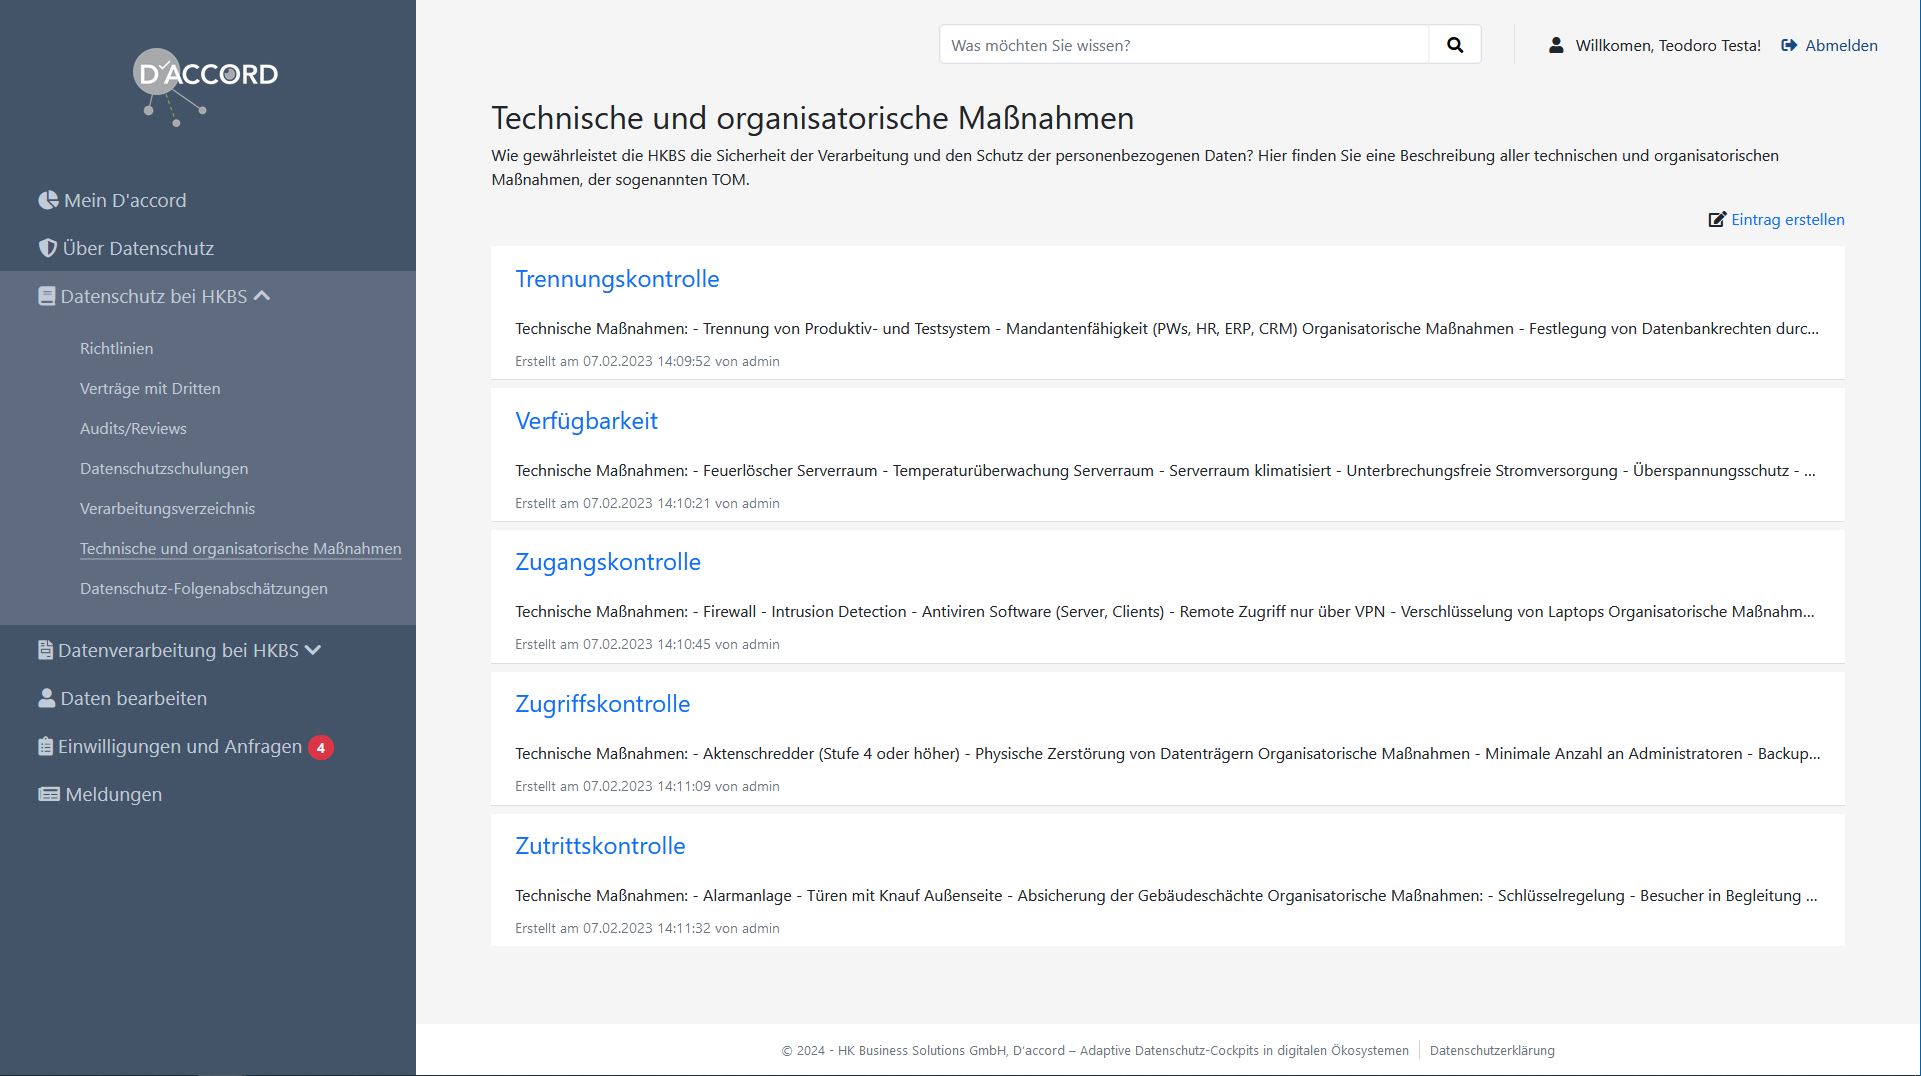 D'ACCORD
Was möchten Sie wissen?
Willkomen, Teodoro Testa!
Abmelden
Mein D'accord
Über Datenschutz
Datenschutz bei HKBS
Richtlinien
Verträge mit Dritten
Audits/Reviews
Datenschutzschulungen
Verarbeitungsverzeichnis
Technische und organisatorische Maßnahmen
Datenschutz-Folgenabschätzungen
Datenverarbeitung bei HKBS
Daten bearbeiten
Einwilligungen und Anfragen 4
Meldungen
Technische und organisatorische Maßnahmen
Wie gewährleistet die HKBS die Sicherheit der Verarbeitung und den Schutz der personenbezogenen Daten? Hier finden Sie eine Beschreibung aller technischen und organisatorischen
Maßnahmen, der sogenannten TOM.
Eintrag erstellen
Trennungskontrolle
Technische Maßnahmen: - Trennung von Produktiv- und Testsystem - Mandantenfähigkeit (PWs, HR, ERP, CRM) Organisatorische Maßnahmen - Festlegung von Datenbankrechten durc...
Erstellt am 07.02.2023 14:09:52 von admin
Verfügbarkeit
Technische Maßnahmen: - Feuerlöscher Serverraum - Temperaturüberwachung Serverraum - Serverraum klimatisiert - Unterbrechungsfreie Stromversorgung - Überspannungsschutz - ...
Erstellt am 07.02.2023 14:10:21 von admin
Zugangskontrolle
Technische Maßnahmen: - Firewall - Intrusion Detection - Antiviren Software (Server, Clients) - Remote Zugriff nur über VPN - Verschlüsselung von Laptops Organisatorische Maßnahm...
Erstellt am 07.02.2023 14:10:45 von admin
Zugriffskontrolle
Technische Maßnahmen: - Aktenschredder (Stufe 4 oder höher) - Physische Zerstörung von Datenträgern Organisatorische Maßnahmen - Minimale Anzahl an Administratoren - Backup...
Erstellt am 07.02.2023 14:11:09 von admin
Zutrittskontrolle
Technische Maßnahmen: - Alarmanlage - Türen mit Knauf Außenseite - Absicherung der Gebäudeschächte Organisatorische Maßnahmen: - Schlüsselregelung - Besucher in Begleitung ...
Erstellt am 07.02.2023 14:11:32 von admin
© 2024 - HK Business Solutions GmbH, D'accord – Adaptive Datenschutz-Cockpits in digitalen Ökosystemen
Datenschutzerklärung